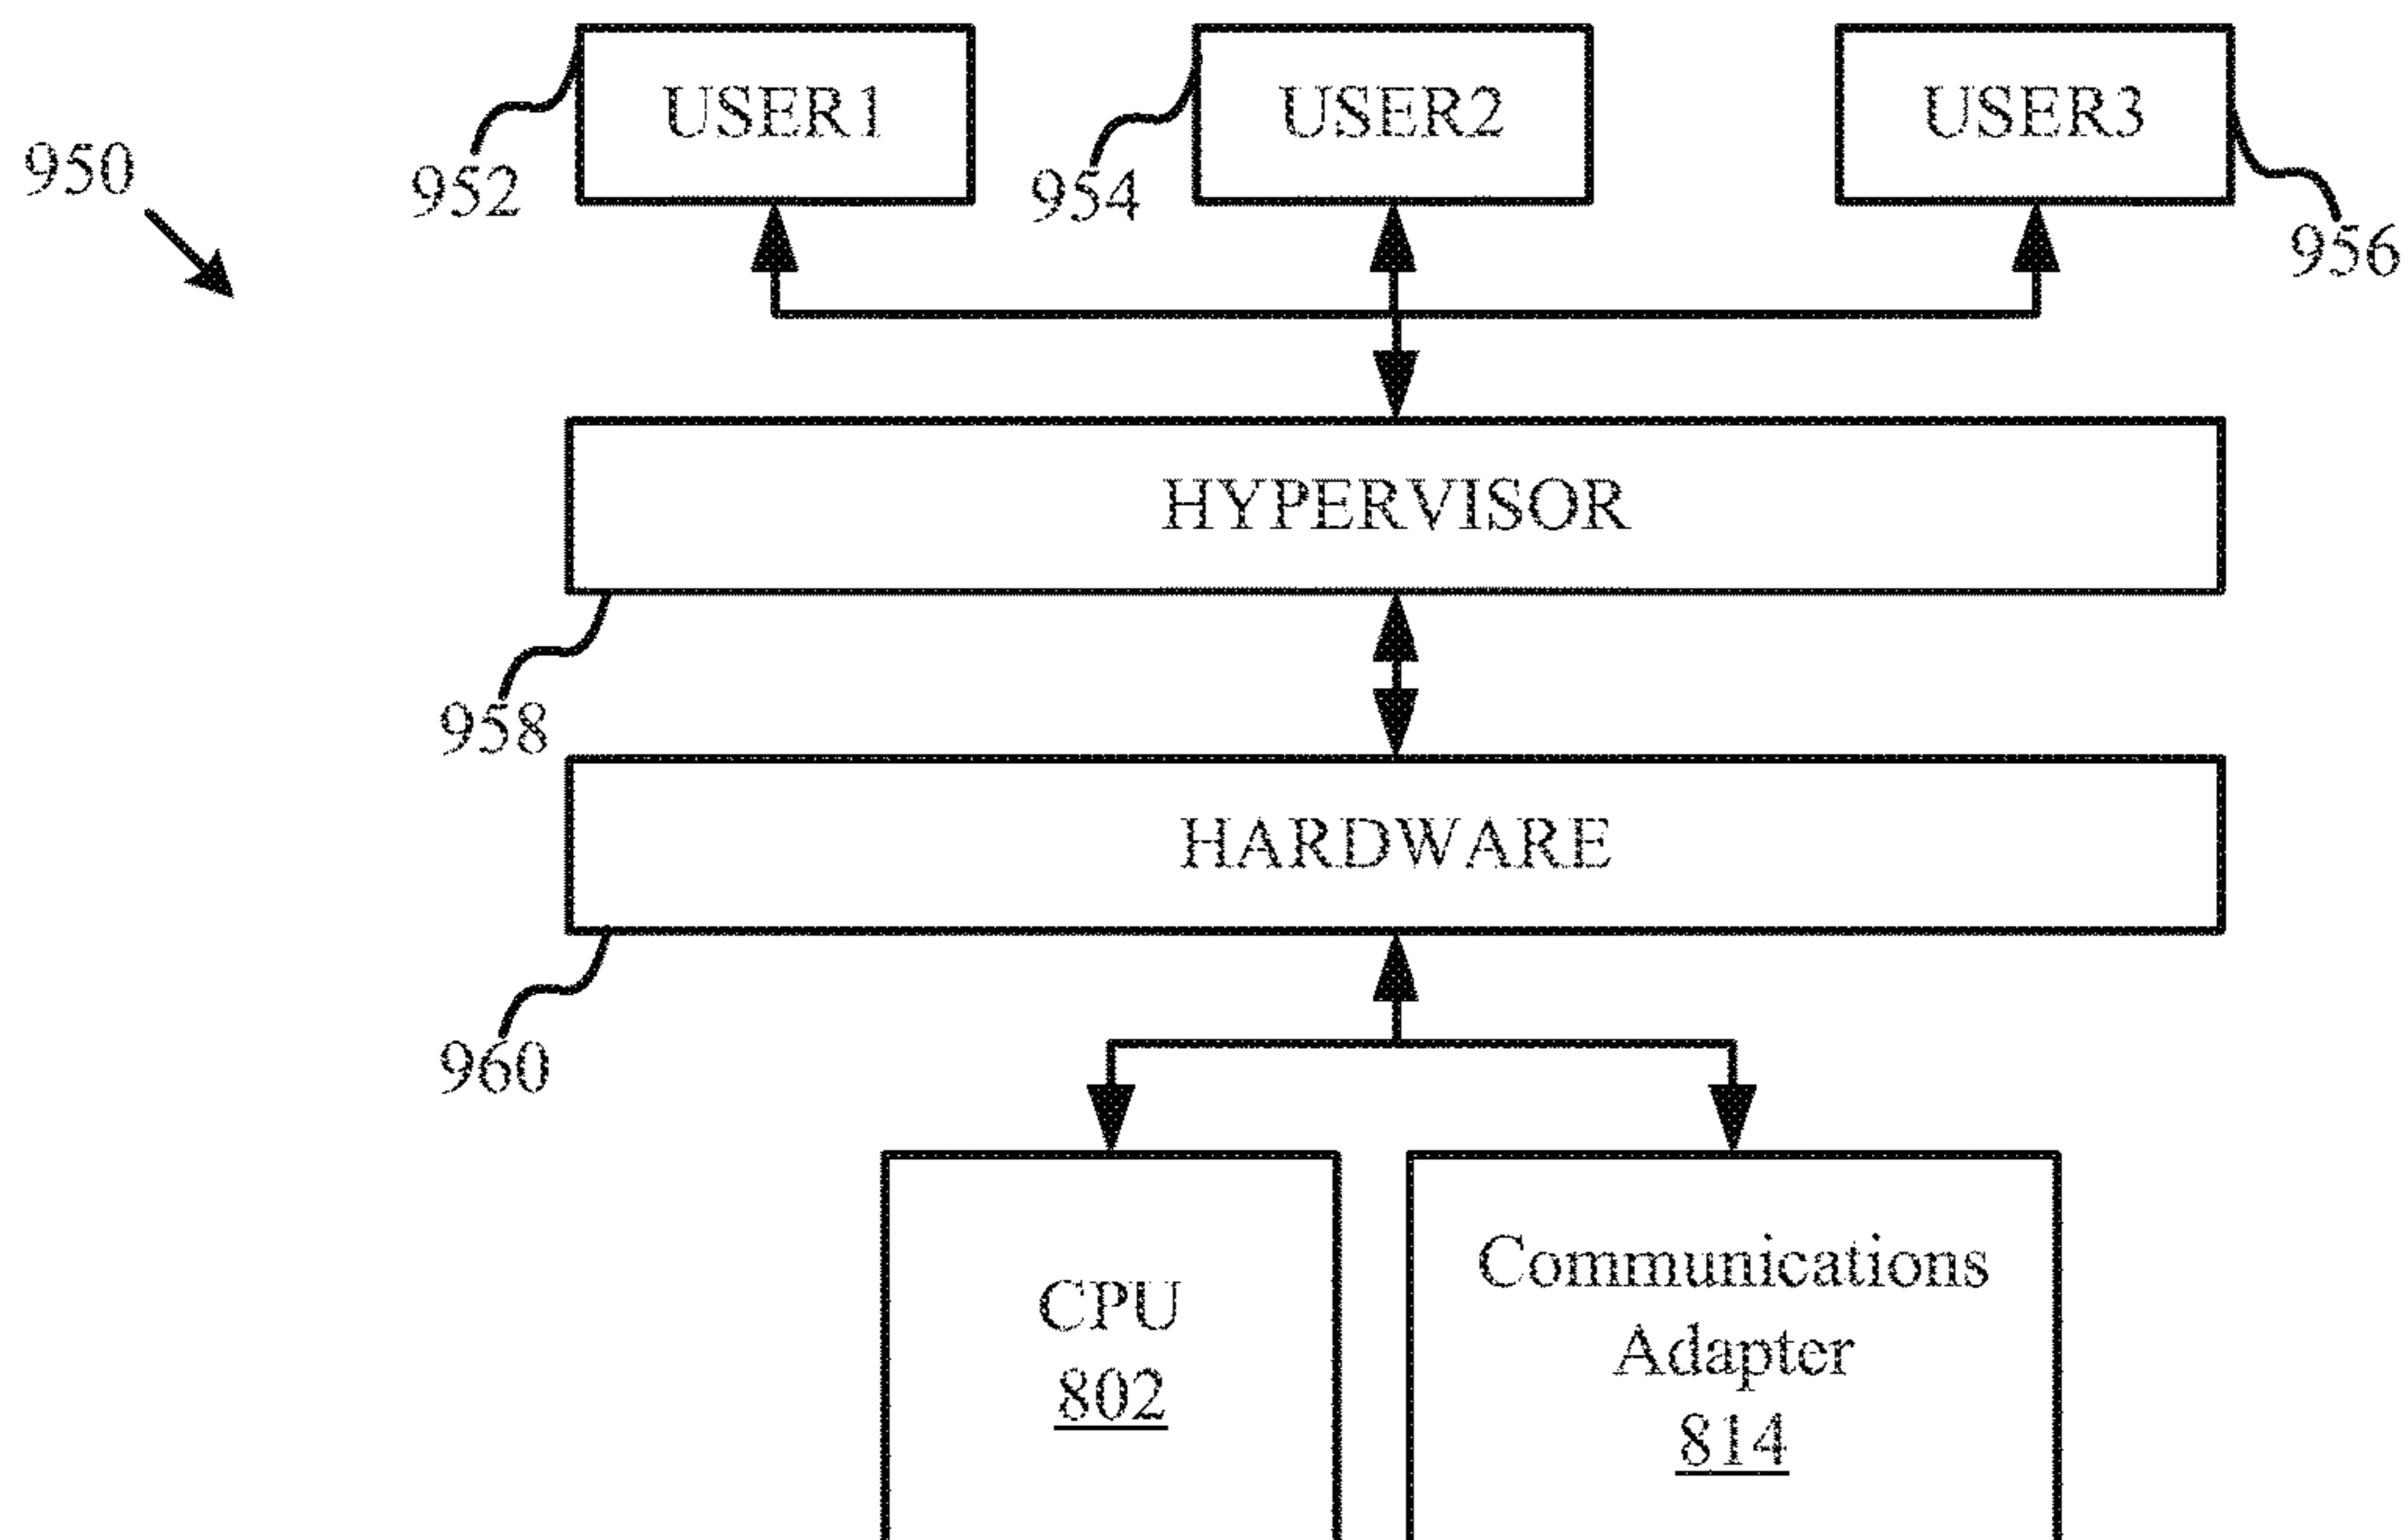 USER1
USER2
USER3
950
952
954
956
HYPERVISOR
958
HARDWARE
960
CPU
802
Communications
Adapter
814